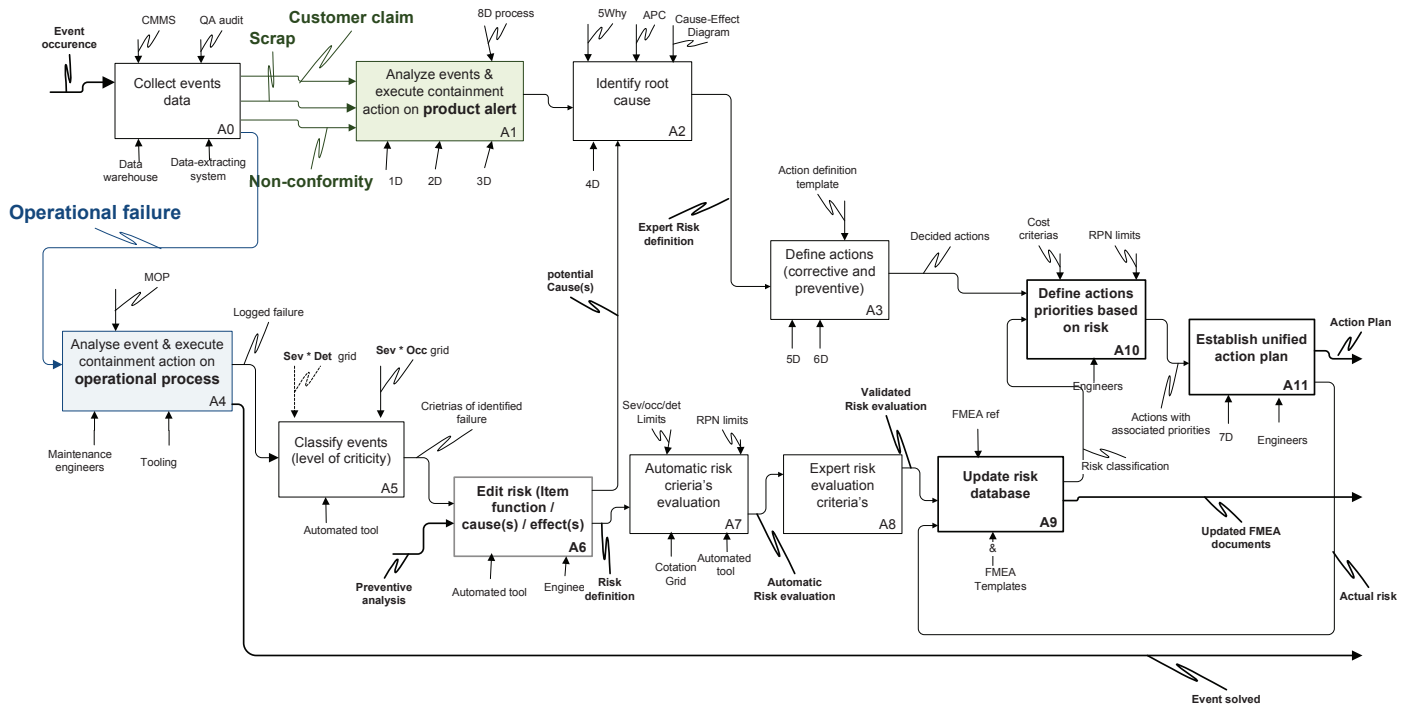 Event
occurence
CMMS
QA audit
Customer claim
Scrap
Collect events
data
A0
Data
warehouse
Data-extracting
system
Non-conformity
8D process
Analyze events &
execute containment
action on product alert
A1
1D
2D
3D
5Why
APC
Cause-Effect
Diagram
Identify root
cause
A2
4D
Operational failure
Expert Risk
definition
potential
Cause(s)
Action definition
template
Define actions
(corrective and
preventive)
A3
5D
6D
Decided actions
Cost
criterias
RPN limits
Define actions
priorities based
on risk
A10
Engineers
Establish unified
action plan
A11
7D
Engineers
Action Plan
Actions with
associated priorities
MOP
Analyse event & execute
containment action on
operational process
A4
Maintenance
engineers
Tooling
Logged failure
Sev * Det grid
Sev * Occ grid
Classify events
(level of criticity)
A5
Automated tool
Crietrias of identified
failure
Edit risk (Item
function /
cause(s) / effect(s)
A6
Preventive
analysis
Automated tool
Enginee
Risk
definition
Sev/occ/det
Limits
RPN limits
Automatic risk
crieria's
evaluation
A7
Cotation
Grid
Automated
tool
Automatic
Risk evaluation
Validated
Risk evaluation
Expert risk
evaluation
criteria's
A8
FMEA ref
Update risk
database
A9
&
FMEA
Templates
Risk classification
Updated FMEA
documents
Actual risk
Event solved